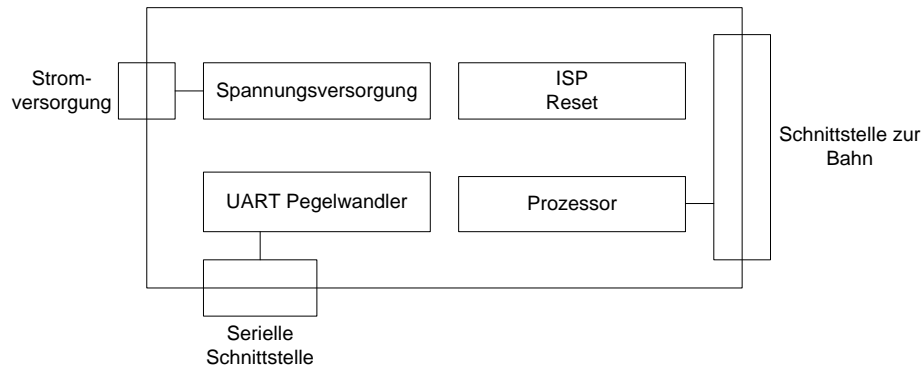 Strom-
versorgung
Spannungsversorgung
ISP
Reset
Schnittstelle zur
Bahn
UART Pegelwandler
Prozessor
Serielle
Schnittstelle